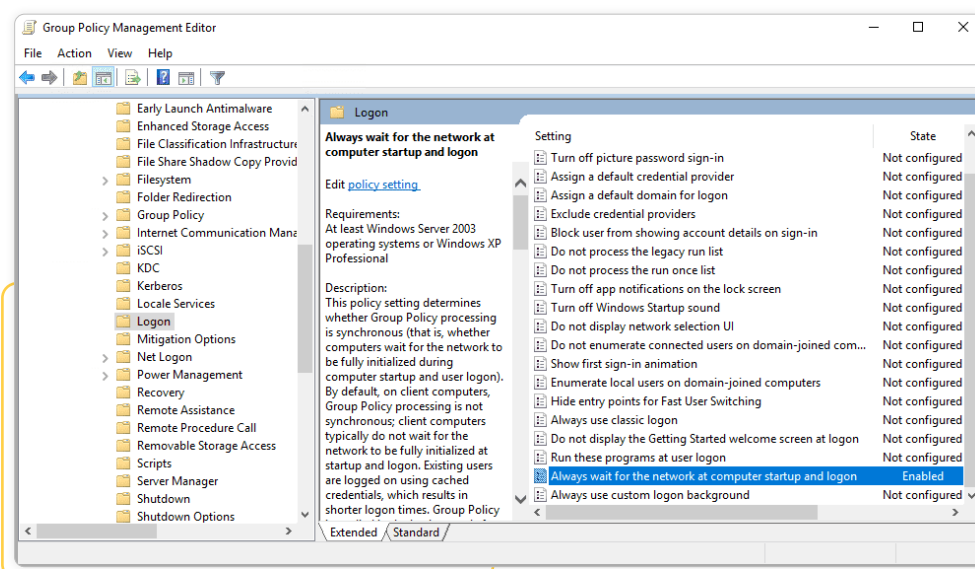 Group Policy Management Editor
File Action View Help
Early Launch Antimalware
Enhanced Storage Access
File Classification Infrastructure
File Share Shadow Copy Provid
Filesystem
Folder Redirection
Group Policy
Internet Communication Mana
iSCSI
KDC
Kerberos
Locale Services
Logon
Mitigation Options
Net Logon
Power Management
Recovery
Remote Assistance
Remote Procedure Call
Removable Storage Access
Scripts
Server Manager
Shutdown
Shutdown Options
Logon
Always wait for the network at
computer startup and logon
Edit policy setting
Requirements:
At least Windows Server 2003
operating systems or Windows XP
Professional
Description:
This policy setting determines
whether Group Policy processing
is synchronous (that is, whether
computers wait for the network to
be fully initialized during
computer startup and user logon).
By default, on client computers,
Group Policy processing is not
synchronous; client computers
typically do not wait for the
network to be fully initialized at
startup and logon. Existing users
are logged on using cached
credentials, which results in
shorter logon times. Group Policy
Setting State
Turn off picture password sign-in Not configured
Assign a default credential provider Not configured
Assign a default domain for logon Not configured
Exclude credential providers Not configured
Block user from showing account details on sign-in Not configured
Do not process the legacy run list Not configured
Do not process the run once list Not configured
Turn off app notifications on the lock screen Not configured
Turn off Windows Startup sound Not configured
Do not display network selection UI Not configured
Do not enumerate connected users on domain-joined com... Not configured
Show first sign-in animation Not configured
Enumerate local users on domain-joined computers Not configured
Hide entry points for Fast User Switching Not configured
Always use classic logon Not configured
Do not display the Getting Started welcome screen at logon Not configured
Run these programs at user logon Not configured
Always wait for the network at computer startup and logon Enabled
Always use custom logon background Not configured
Extended Standard